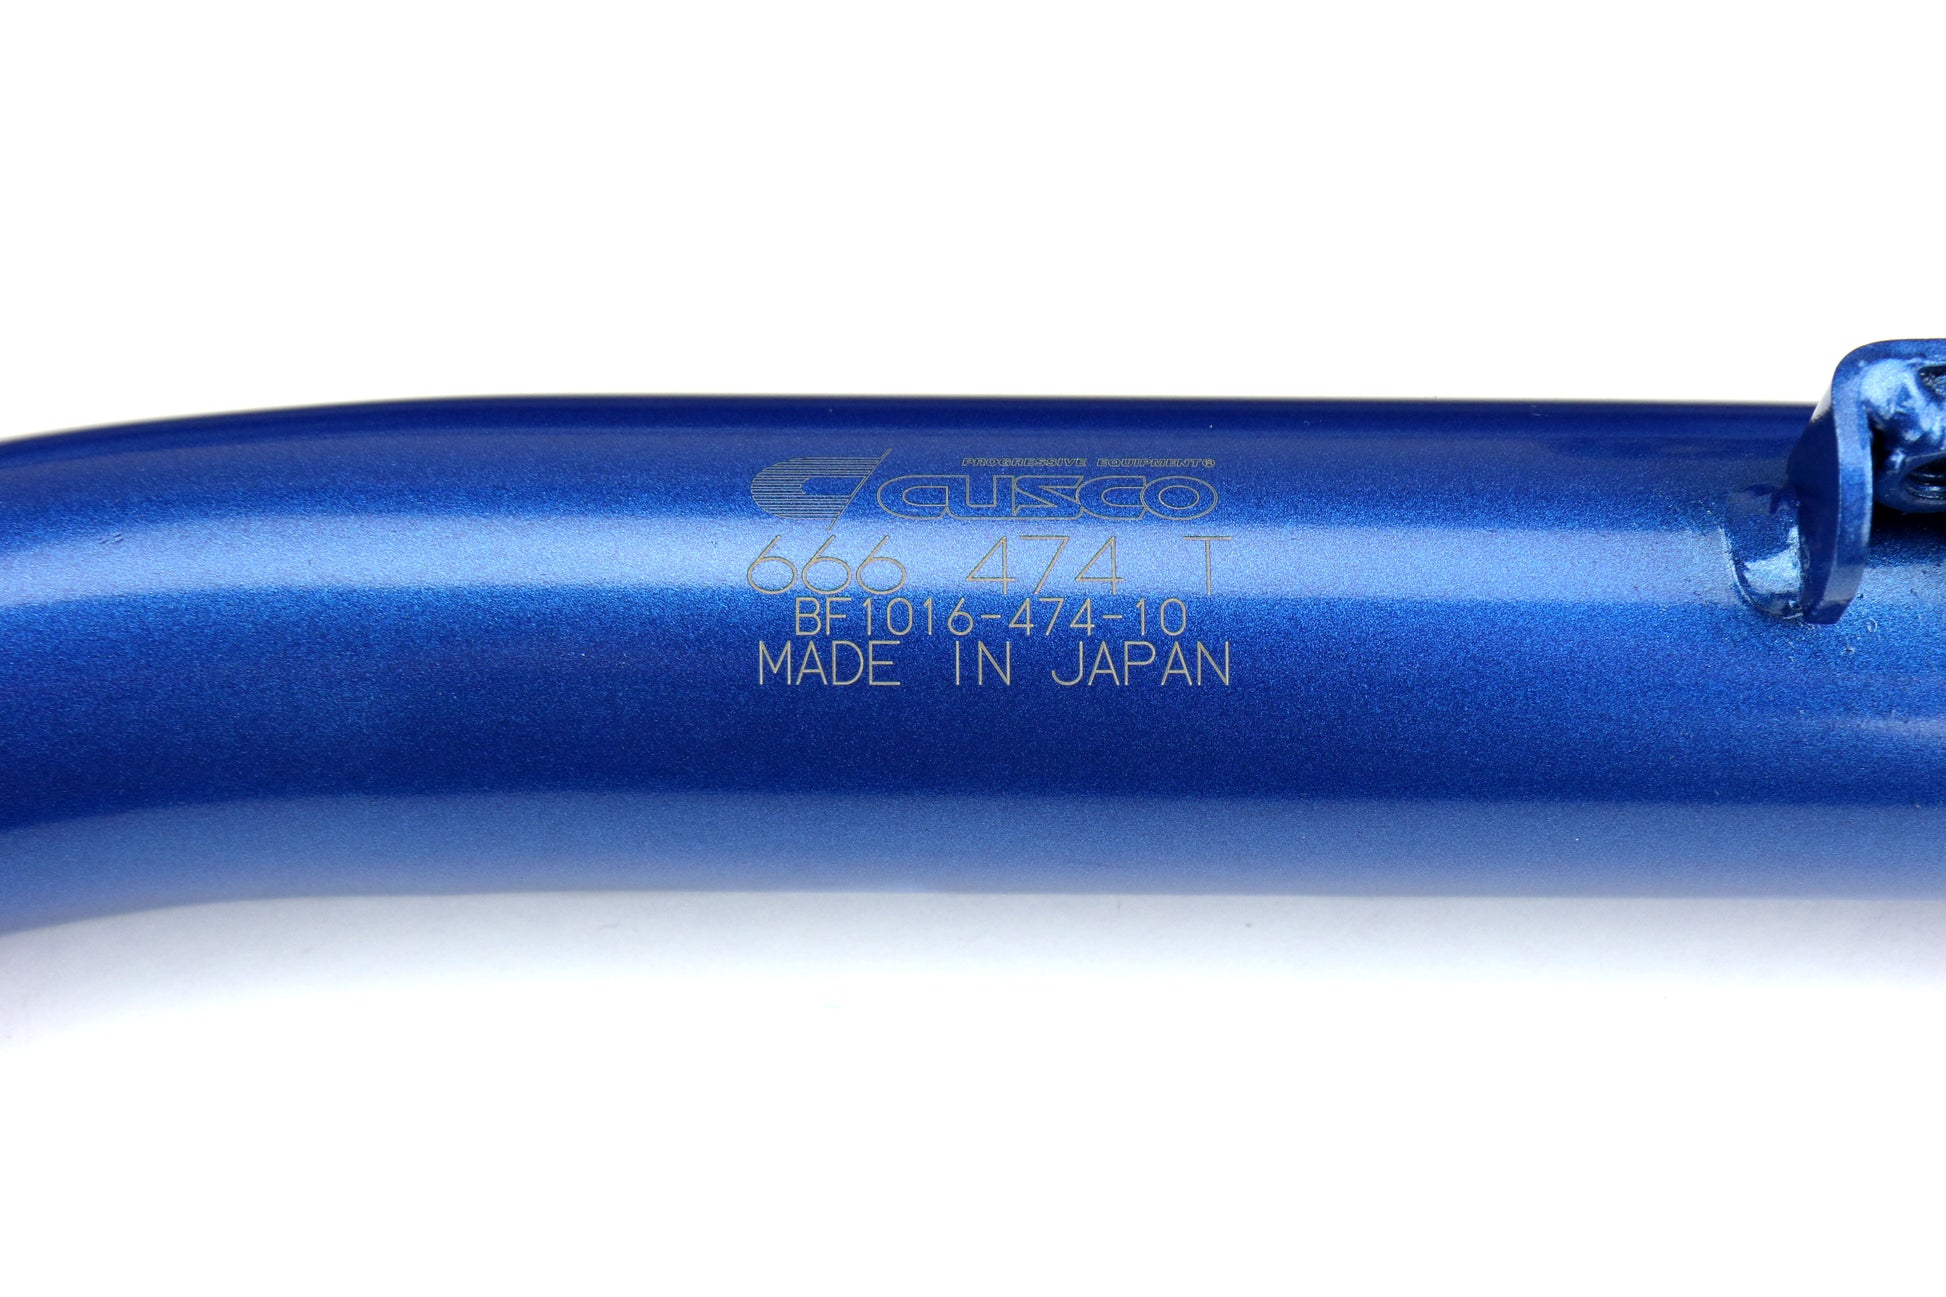 PROGRESSIVE EQUIPMENT®
CUSCO
666 474 T
BF1016-474-10
MADE IN JAPAN